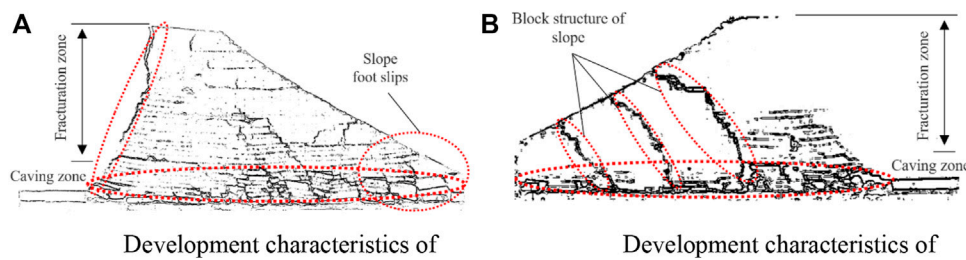 A
Fracturation zone
Caving zone
Slope
foot slips
Development characteristics of
B
Block structure of
slope
Fracturation zone
Caving zone
Development characteristics of